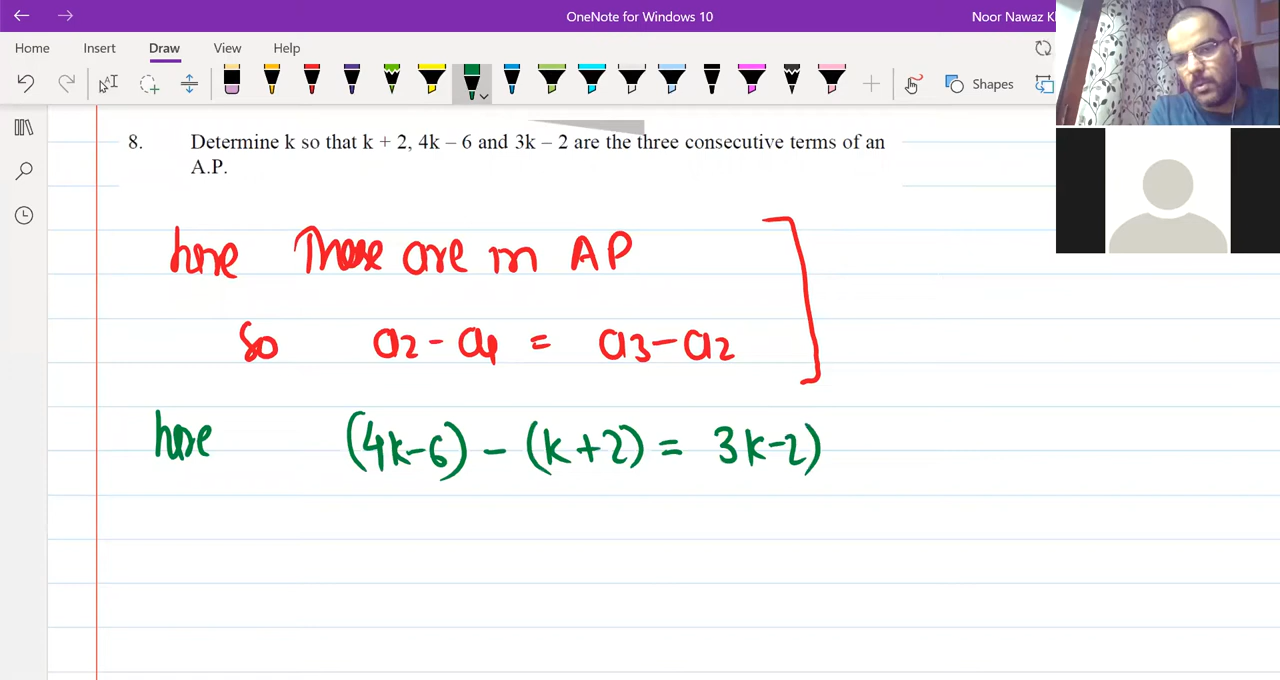 OneNote for Windows 10
Noor Nawaz Kh
Home Insert Draw View Help
Shapes
8. Determine k so that k + 2, 4k – 6 and 3k – 2 are the three consecutive terms of an
A.P.
here These are in AP
So a2 - a1 = a3 - a2
here (4k-6) - (k+2) = 3k-2)